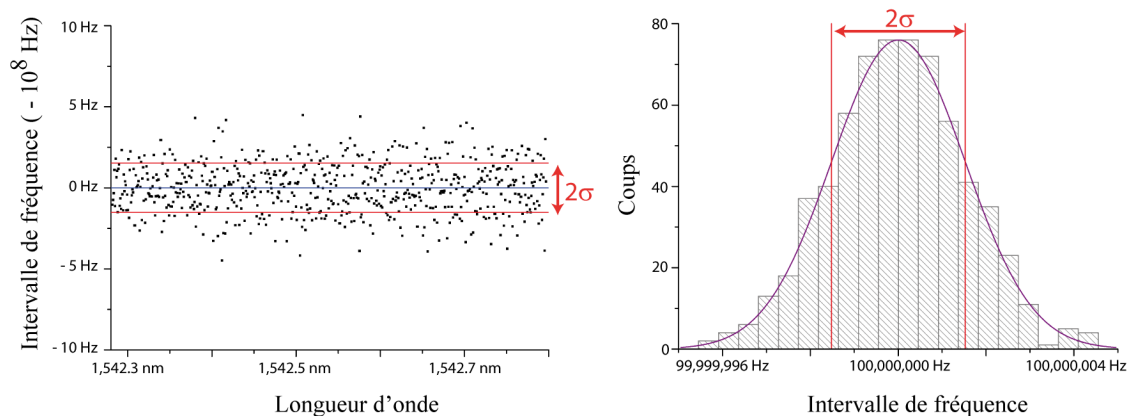 10 Hz
5 Hz
0 Hz
- 5 Hz
- 10 Hz
Intervalle de fréquence ( - 10⁸ Hz)
2σ
1,542.3 nm
1,542.5 nm
1,542.7 nm
Longueur d’onde
2σ
80
60
40
20
0
Coups
99,999,996 Hz
100,000,000 Hz
100,000,004 Hz
Intervalle de fréquence